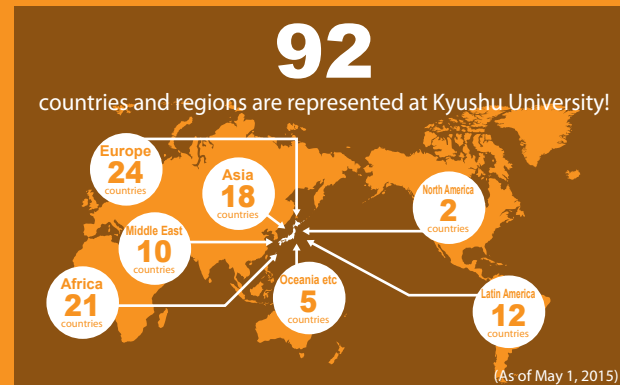 92
countries and regions are represented at Kyushu University!
Europe
24
countries
Asia
18
countries
North America
2
countries
Middle East
10
countries
Africa
21
countries
Oceania etc
5
countries
Latin America
12
countries
(As of May 1, 2015)